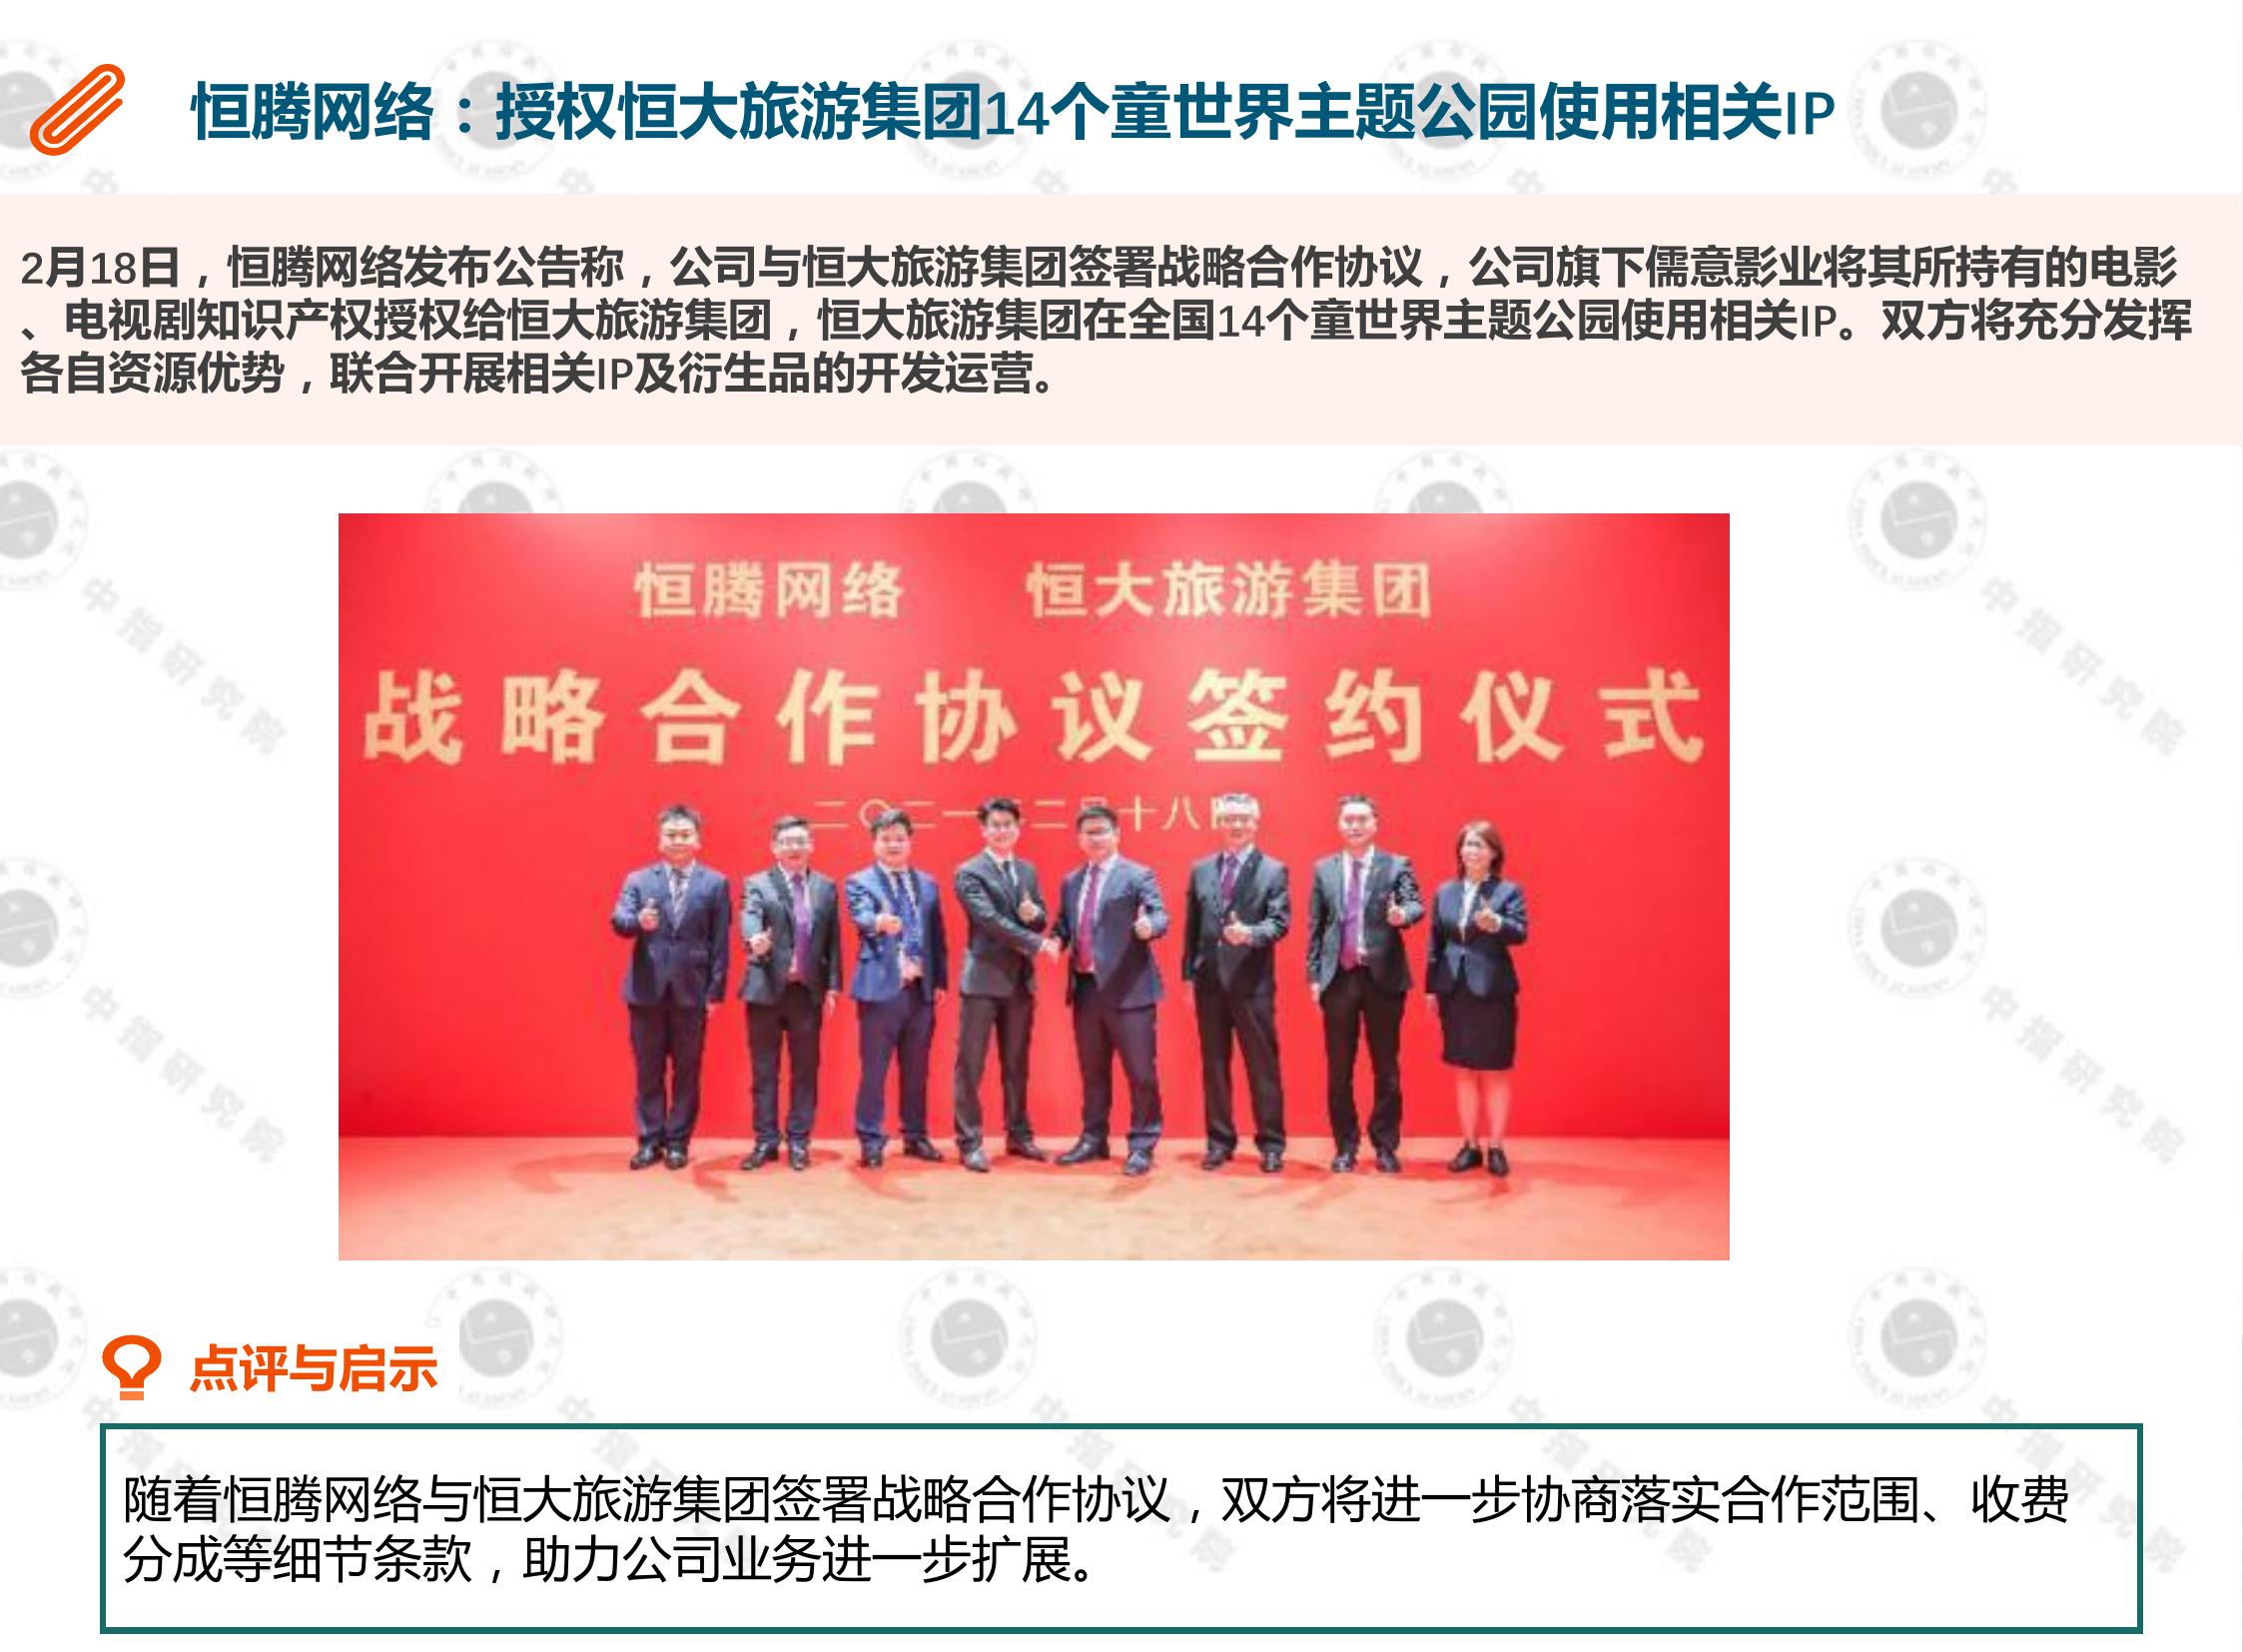 恒腾网络：授权恒大旅游集团14个童世界主题公园使用相关IP
2月18日，恒腾网络发布公告称，公司与恒大旅游集团签署战略合作协议，公司旗下儒意影业将其所持有的电影
、电视剧知识产权授权给恒大旅游集团，恒大旅游集团在全国14个童世界主题公园使用相关IP。双方将充分发挥
各自资源优势，联合开展相关IP及衍生品的开发运营。
恒腾网络 恒大旅游集团
战略合作协议签约仪式
点评与启示
随着恒腾网络与恒大旅游集团签署战略合作协议，双方将进一步协商落实合作范围、收费
分成等细节条款，助力公司业务进一步扩展。
中指研究院